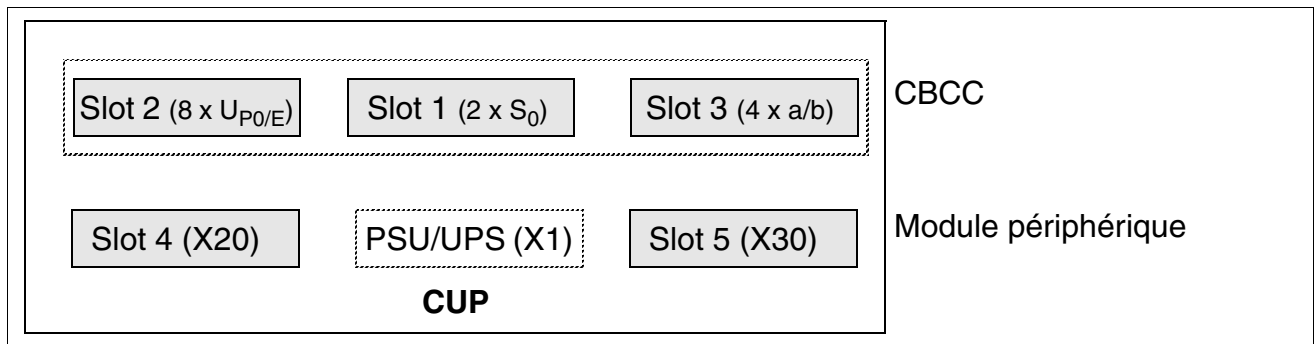 Slot 2 (8 x UP0/E) Slot 1 (2 x S0) Slot 3 (4 x a/b) CBCC
Slot 4 (X20) PSU/UPS (X1) Slot 5 (X30) Module périphérique
CUP